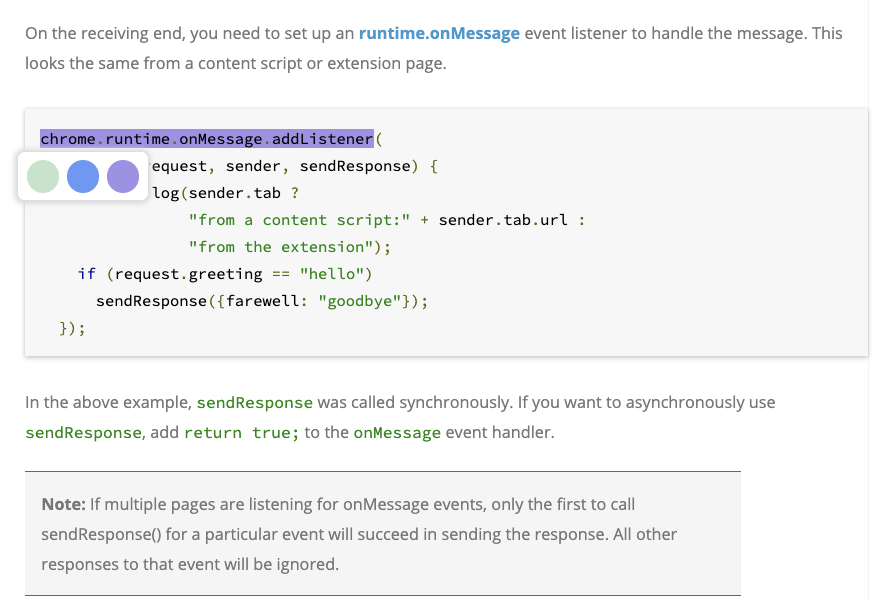 On the receiving end, you need to set up an runtime.onMessage event listener to handle the message. This
looks the same from a content script or extension page.
chrome.runtime.onMessage.addListener(
equest, sender, sendResponse) {
log(sender.tab ?
"from a content script:" + sender.tab.url :
"from the extension");
if (request.greeting == "hello")
sendResponse({farewell: "goodbye"});
});
In the above example, sendResponse was called synchronously. If you want to asynchronously use
sendResponse, add return true; to the onMessage event handler.
Note: If multiple pages are listening for onMessage events, only the first to call
sendResponse() for a particular event will succeed in sending the response. All other
responses to that event will be ignored.